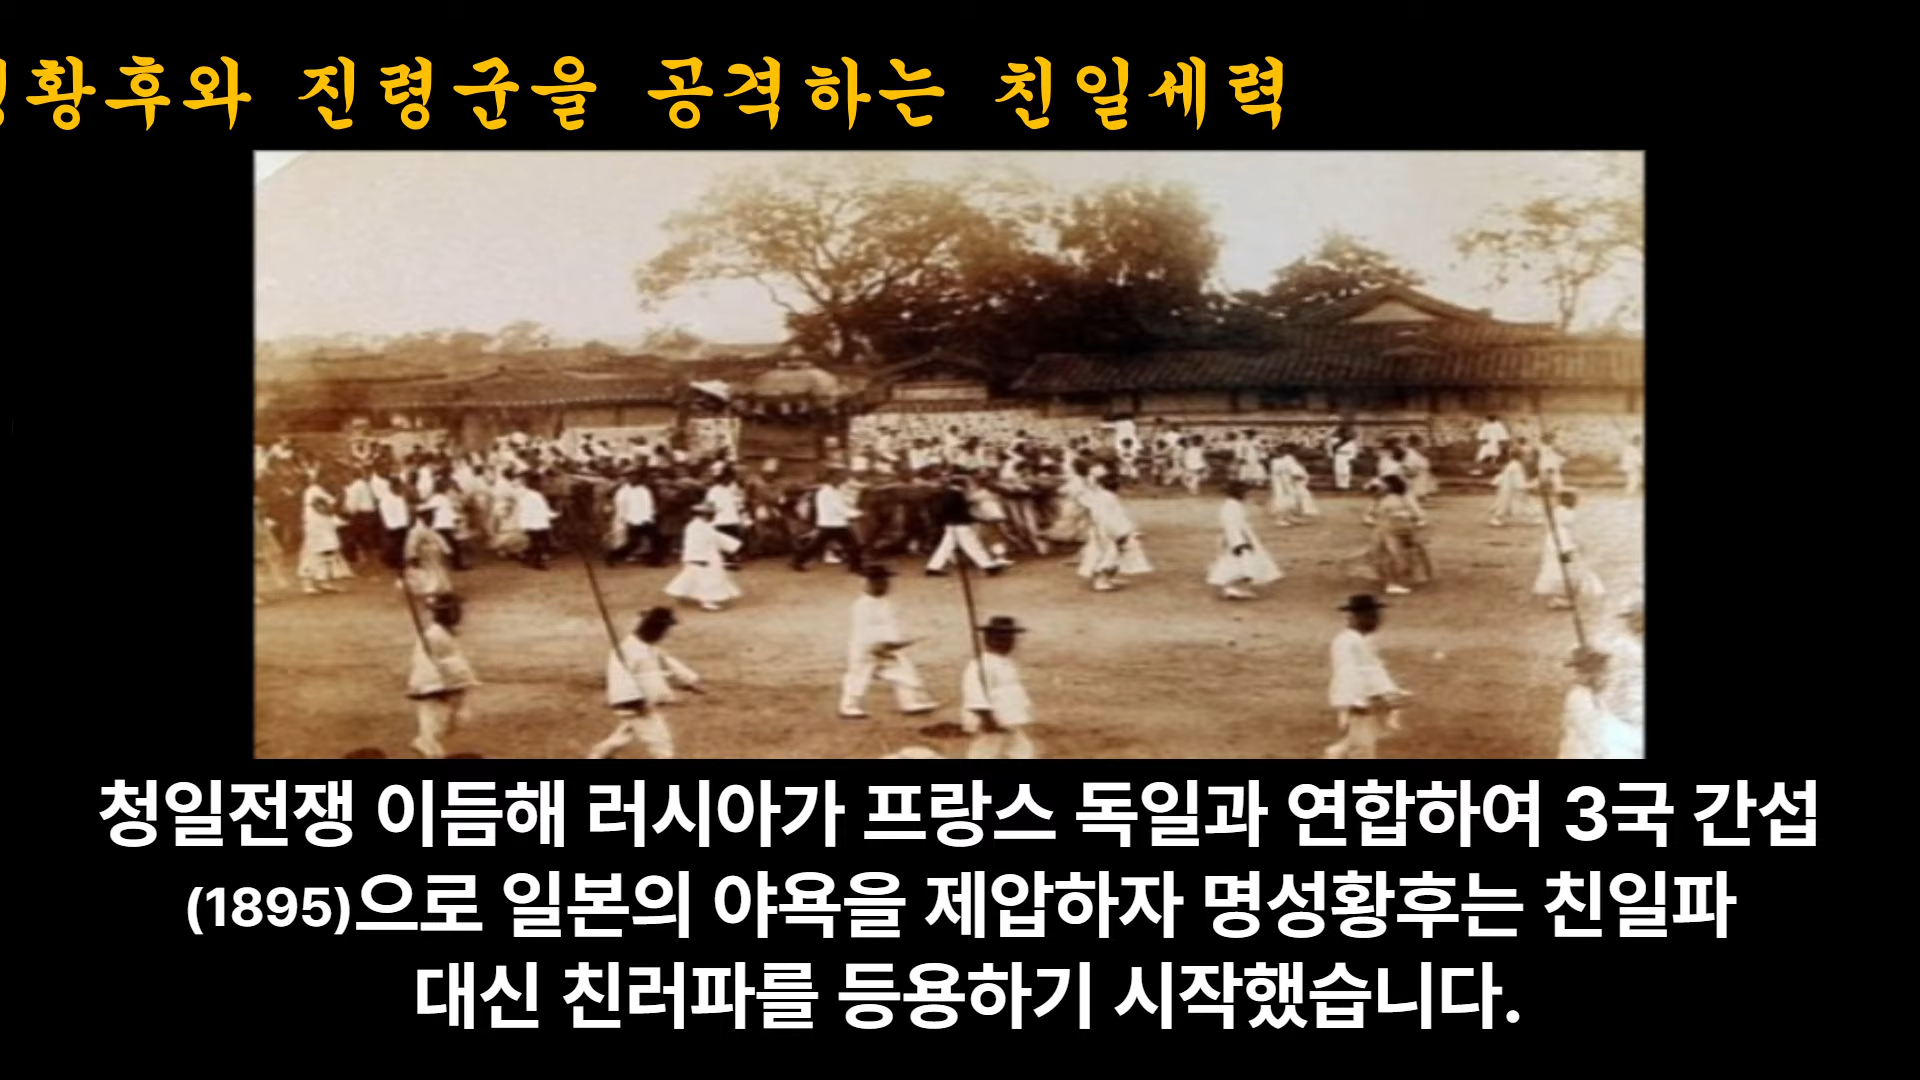 황후와 진령군을 공격하는 친일세력
청일전쟁 이듬해 러시아가 프랑스 독일과 연합하여 3국 간섭
(1895)으로 일본의 야욕을 제압하자 명성황후는 친일파
대신 친러파를 등용하기 시작했습니다.